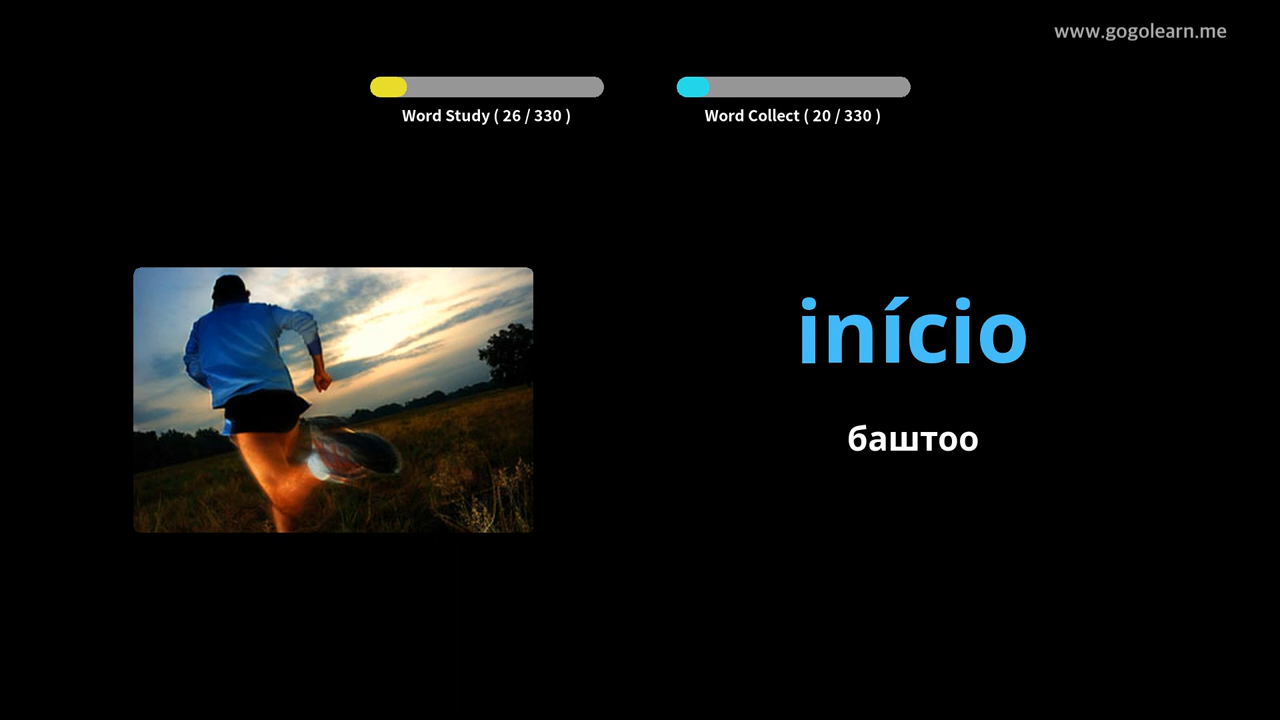 www.gogolearn.me
Word Study ( 26 / 330 )
Word Collect ( 20 / 330 )
início
баштоо